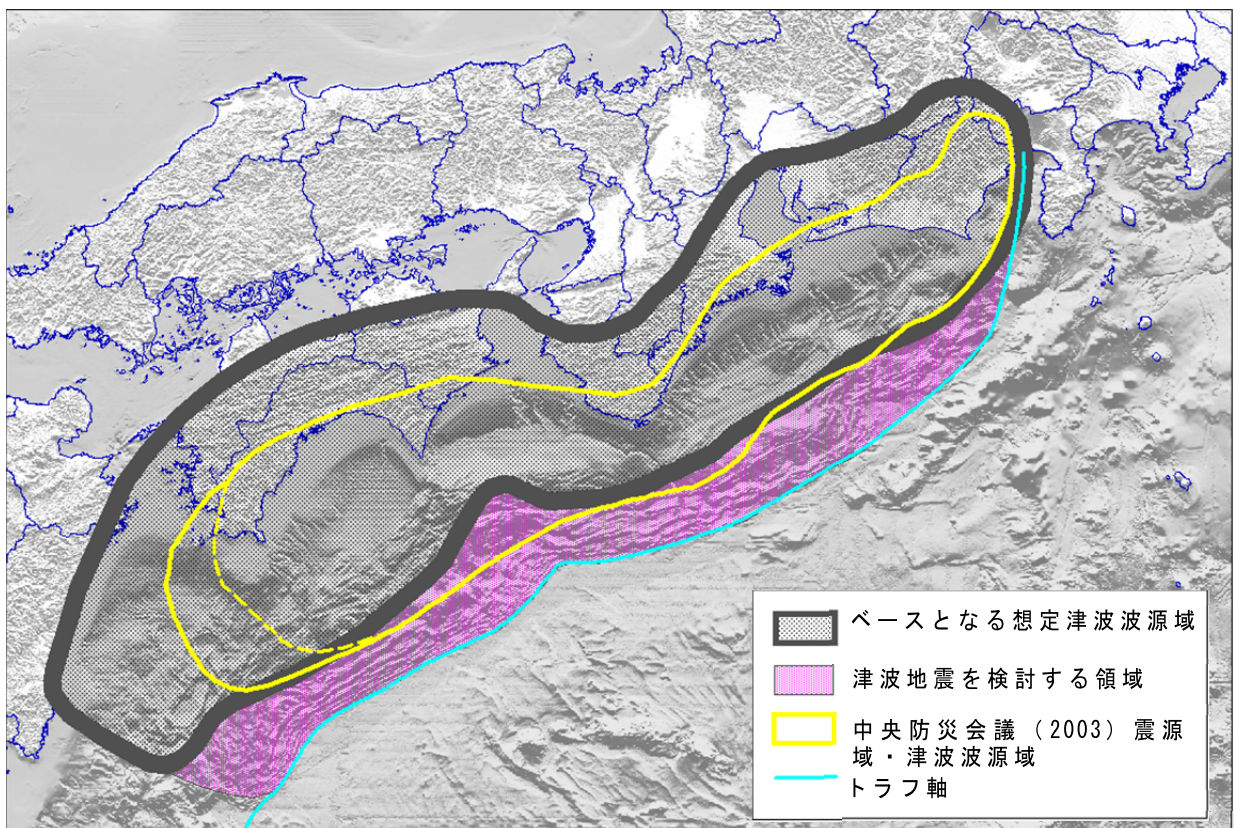 ベースとなる想定津波波源域
津波地震を検討する領域
中央防災会議（2003）震源
域・津波波源域
トラフ軸